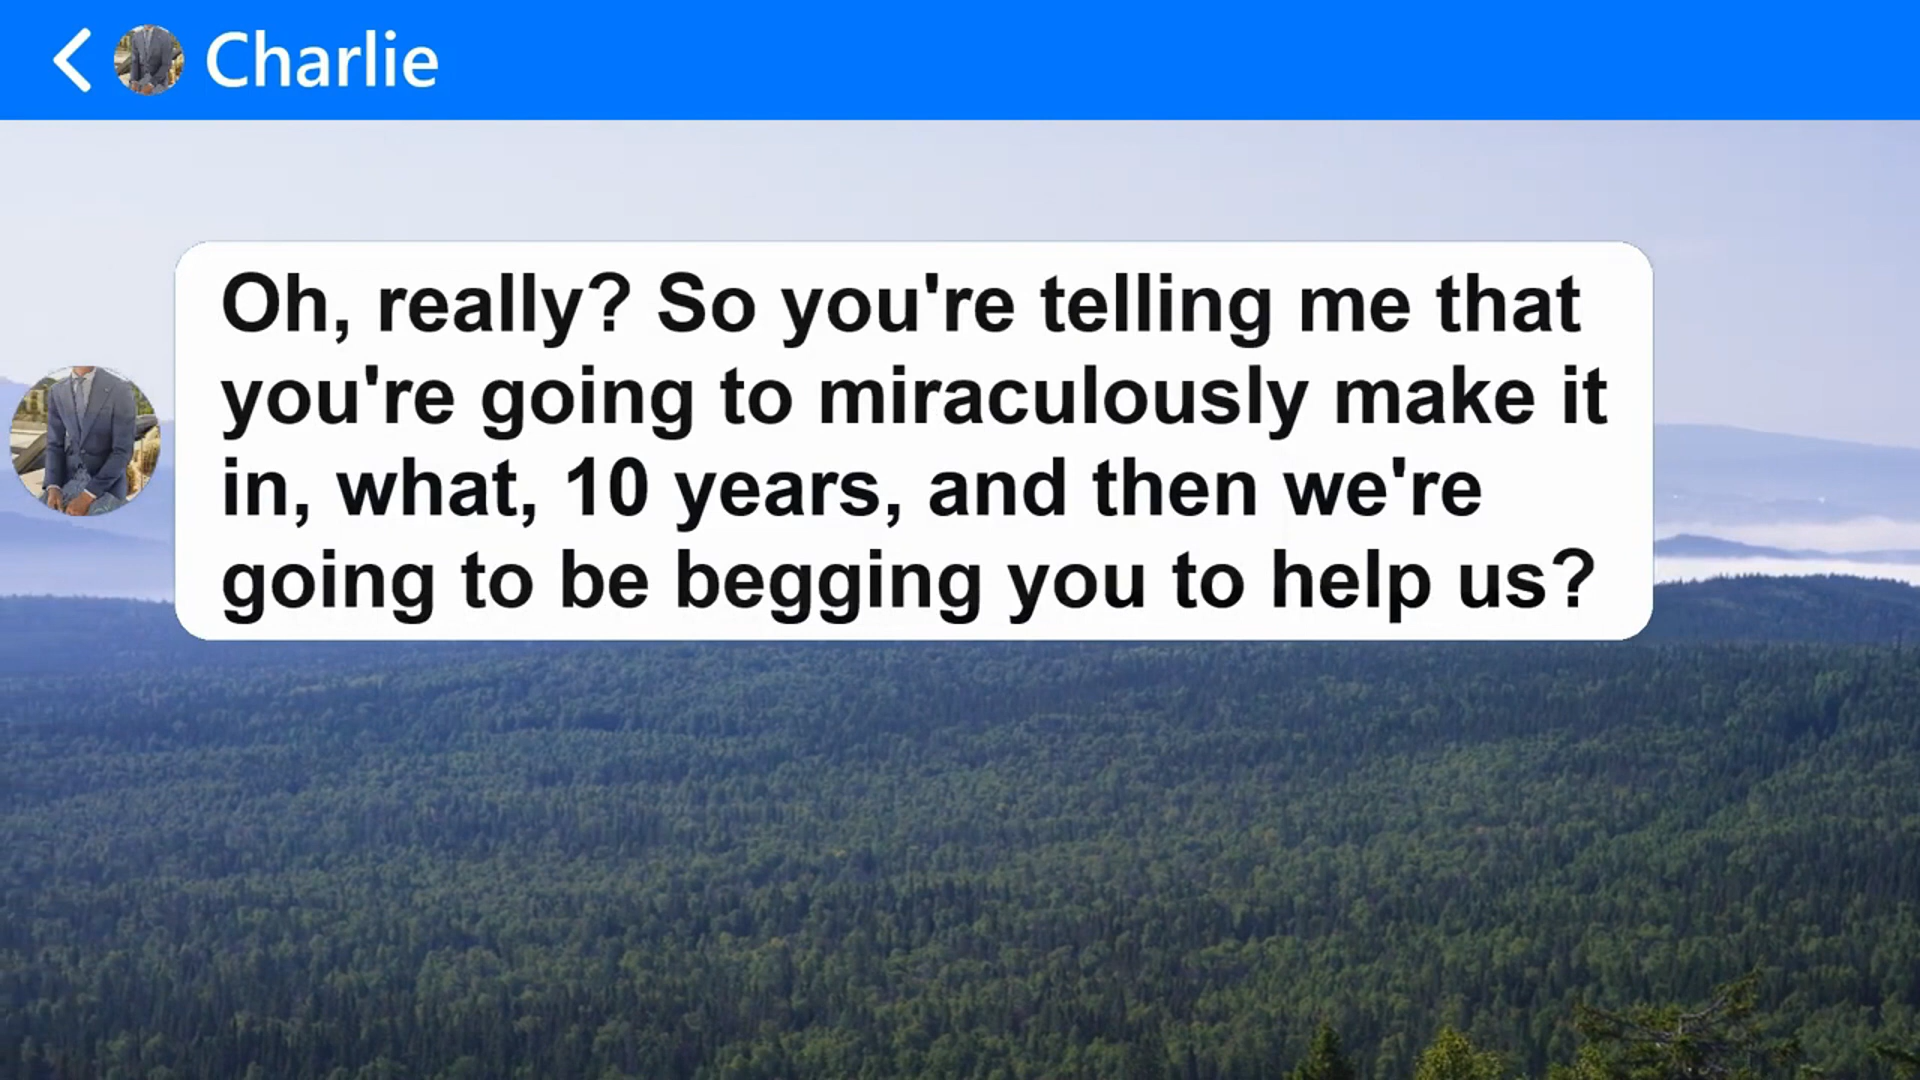 Charlie
Oh, really? So you're telling me that
you're going to miraculously make it
in, what, 10 years, and then we're
going to be begging you to help us?